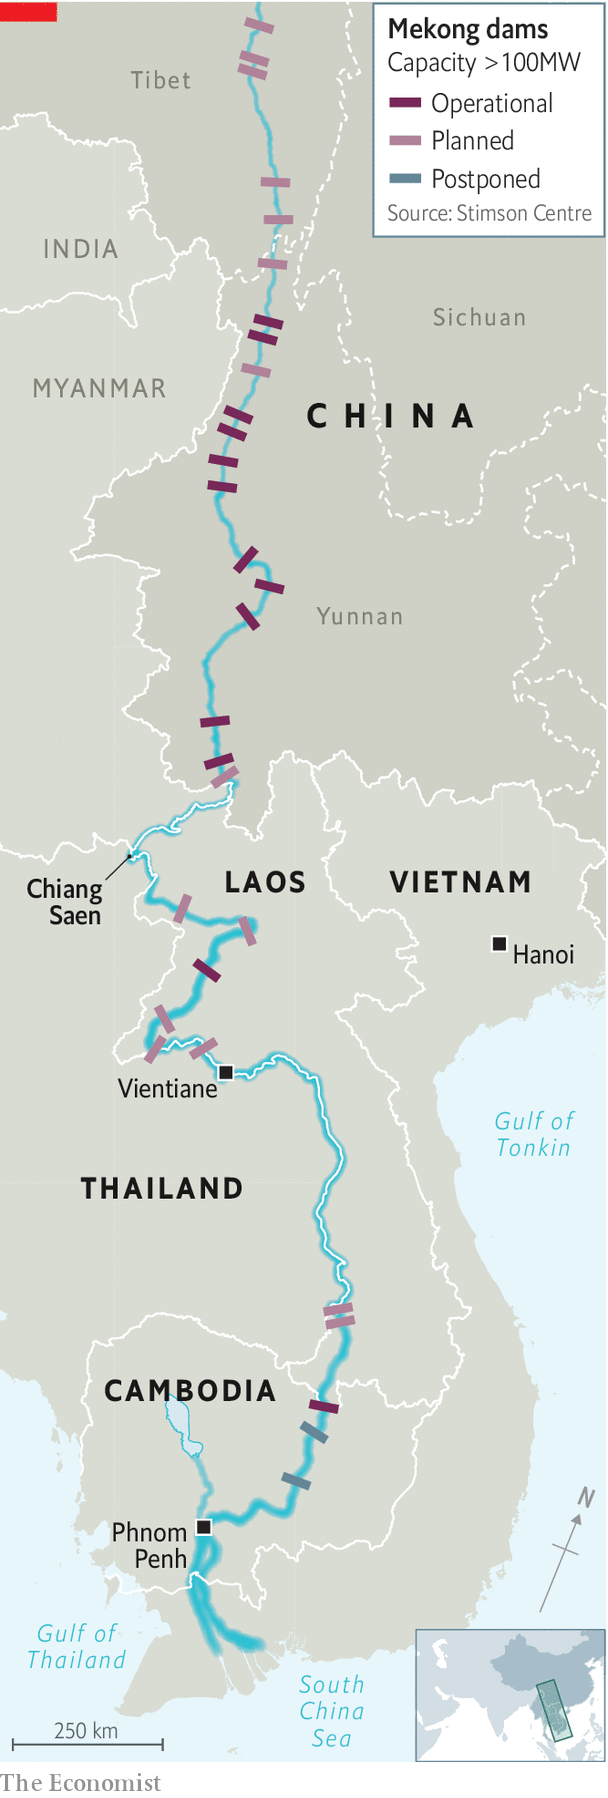 Mekong dams
Capacity >100MW
Operational
Planned
Postponed
Source: Stimson Centre
Tibet
INDIA
Sichuan
MYANMAR
CHINA
Yunnan
Chiang
Saen
LAOS
VIETNAM
Hanoi
Vientiane
Gulf of
Tonkin
THAILAND
CAMBODIA
N
Phnom
Penh
Gulf of
Thailand
South
China
Sea
250 km
The Economist